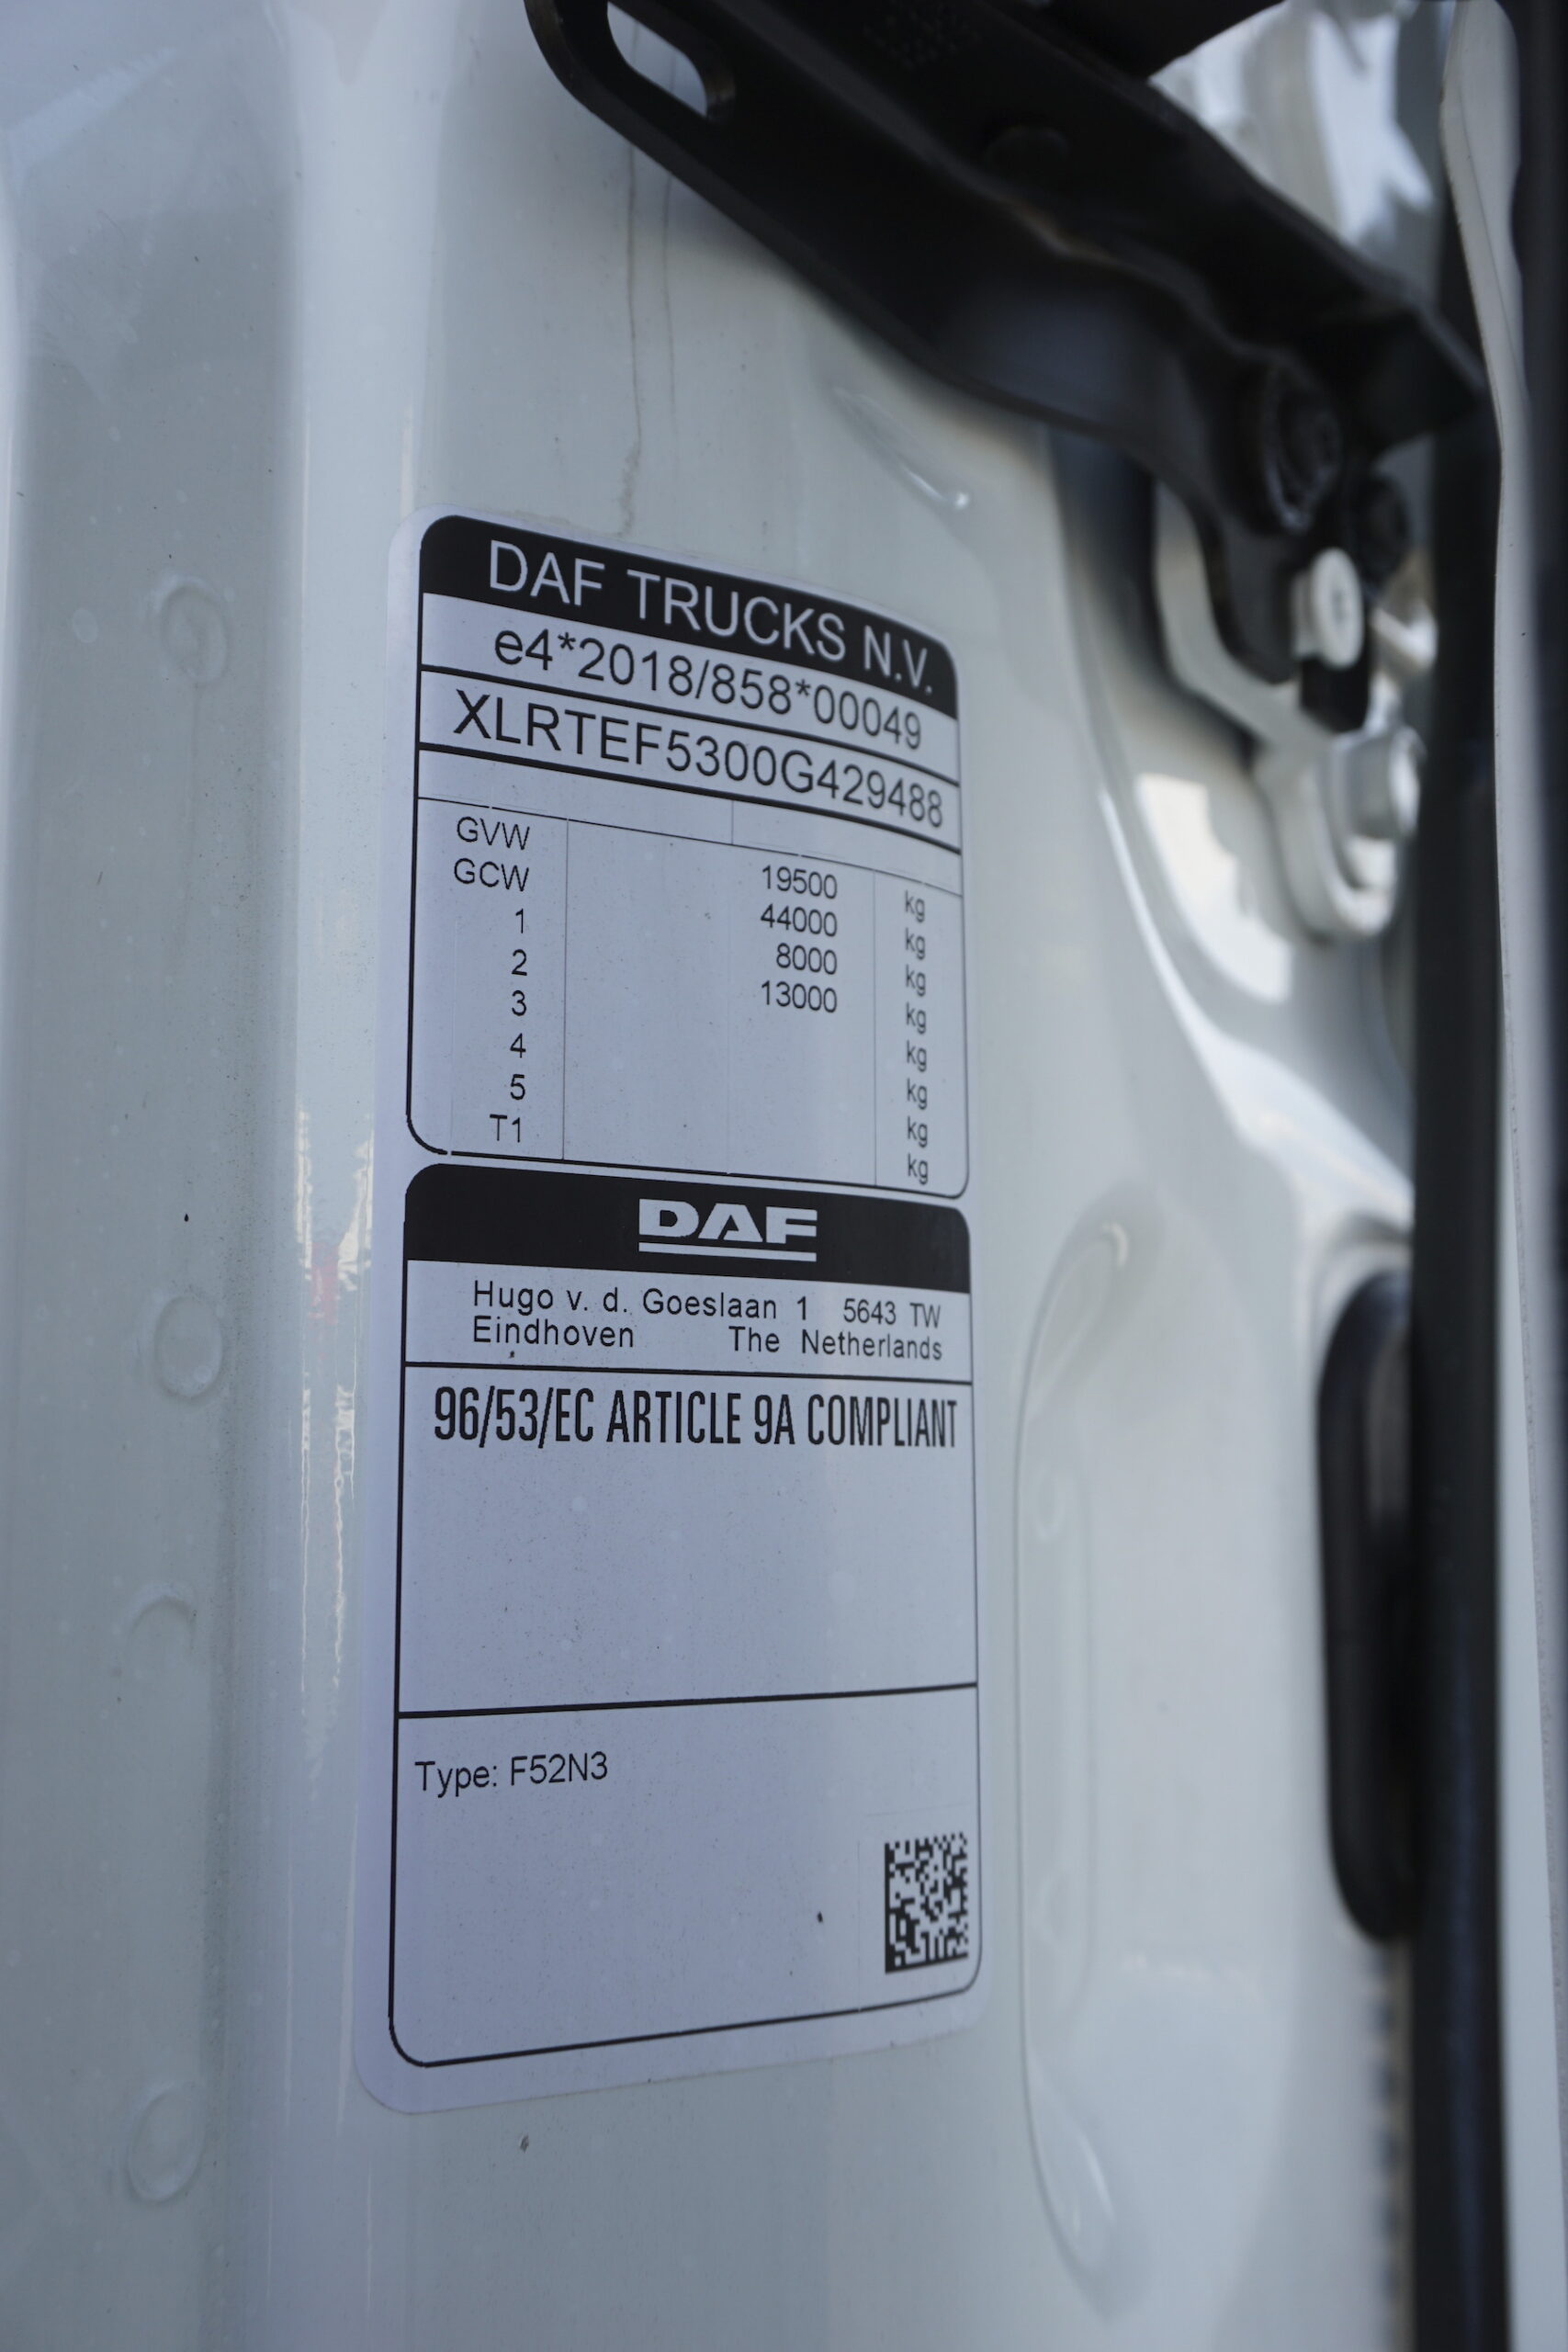 DAF TRUCKS N.V.
e4*2018/858*00049
XLRTEF5300G429488
GVW 19500 kg
GCW 44000 kg
1 8000 kg
2 13000 kg
3 kg
4 kg
5 kg
T1 kg
DAF
Hugo v. d. Goeslaan 1 5643 TW
Eindhoven The Netherlands
96/53/EC ARTICLE 9A COMPLIANT
Type: F52N3